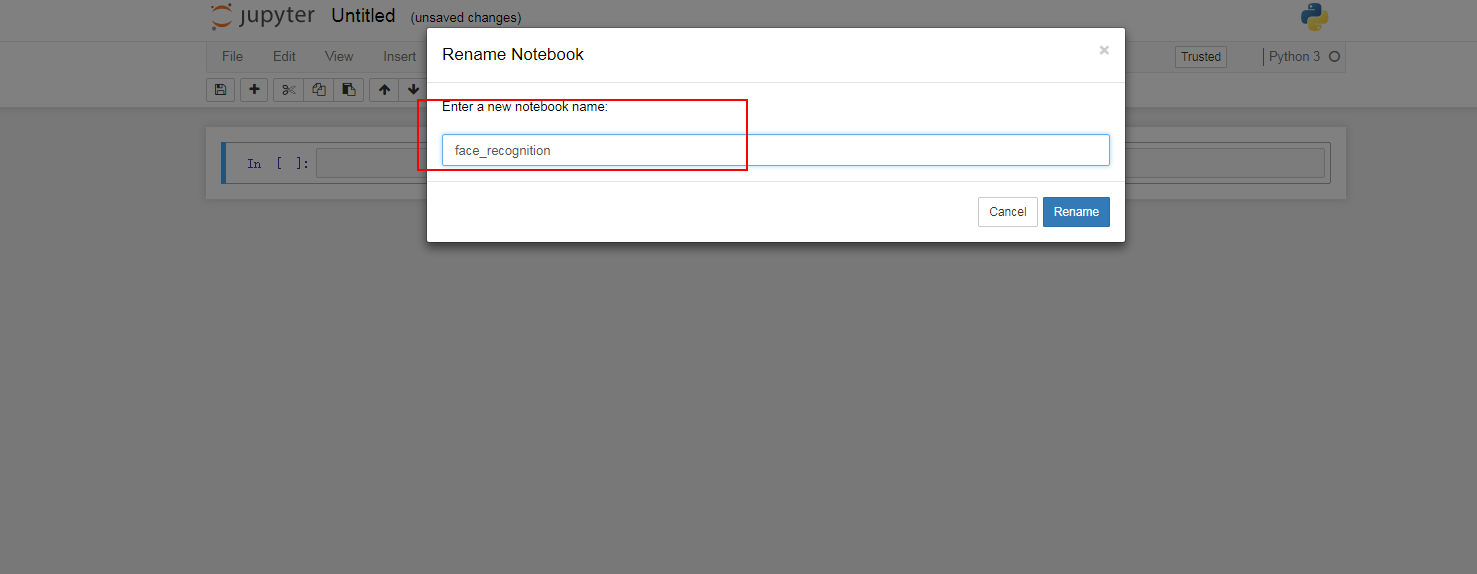 jupyter Untitled (unsaved changes)
Rename Notebook ×
File Edit View Insert Trusted Python 3
Enter a new notebook name:
face_recognition
In [ ]:
Cancel Rename